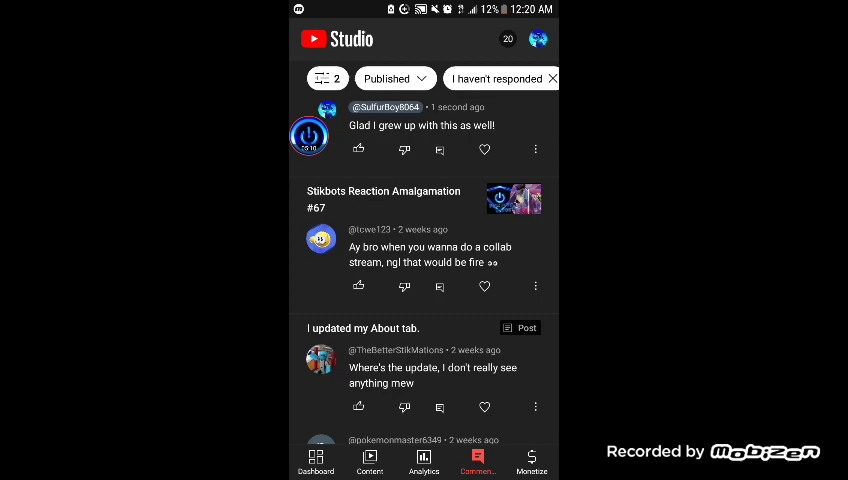 12% 12:20 AM
Studio
20
2
Published
I haven't responded
@SulfurBoy8064 • 1 second ago
Glad I grew up with this as well!
05:10
Stikbots Reaction Amalgamation
#67
@tcwe123 • 2 weeks ago
Ay bro when you wanna do a collab
stream, ngl that would be fire 👀
I updated my About tab.
Post
@TheBetterStikMations • 2 weeks ago
Where's the update, I don't really see
anything mew
@pokemonmaster6349 • 2 weeks ago
Dashboard
Content
Analytics
Commen...
Monetize
Recorded by mobizen